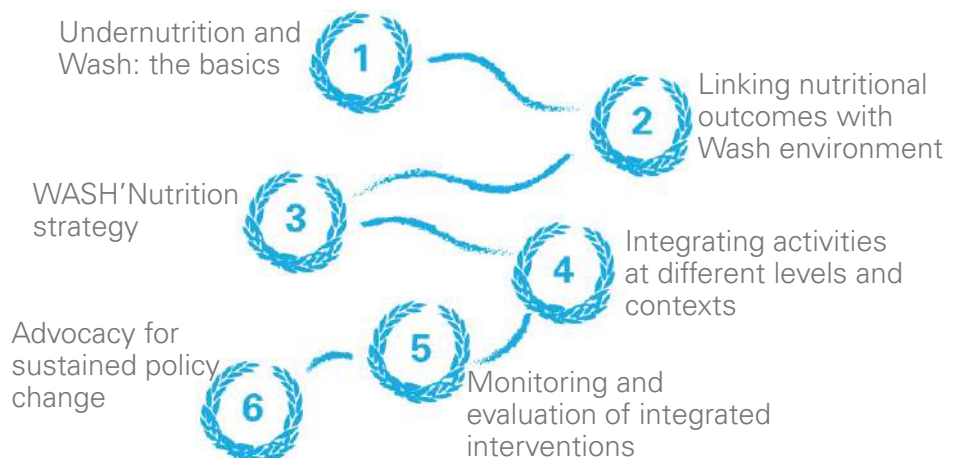 1
Undernutrition and
Wash: the basics
2
Linking nutritional
outcomes with
Wash environment
3
WASH'Nutrition
strategy
4
Integrating activities
at different levels and
contexts
5
Monitoring and
evaluation of integrated
interventions
6
Advocacy for
sustained policy
change